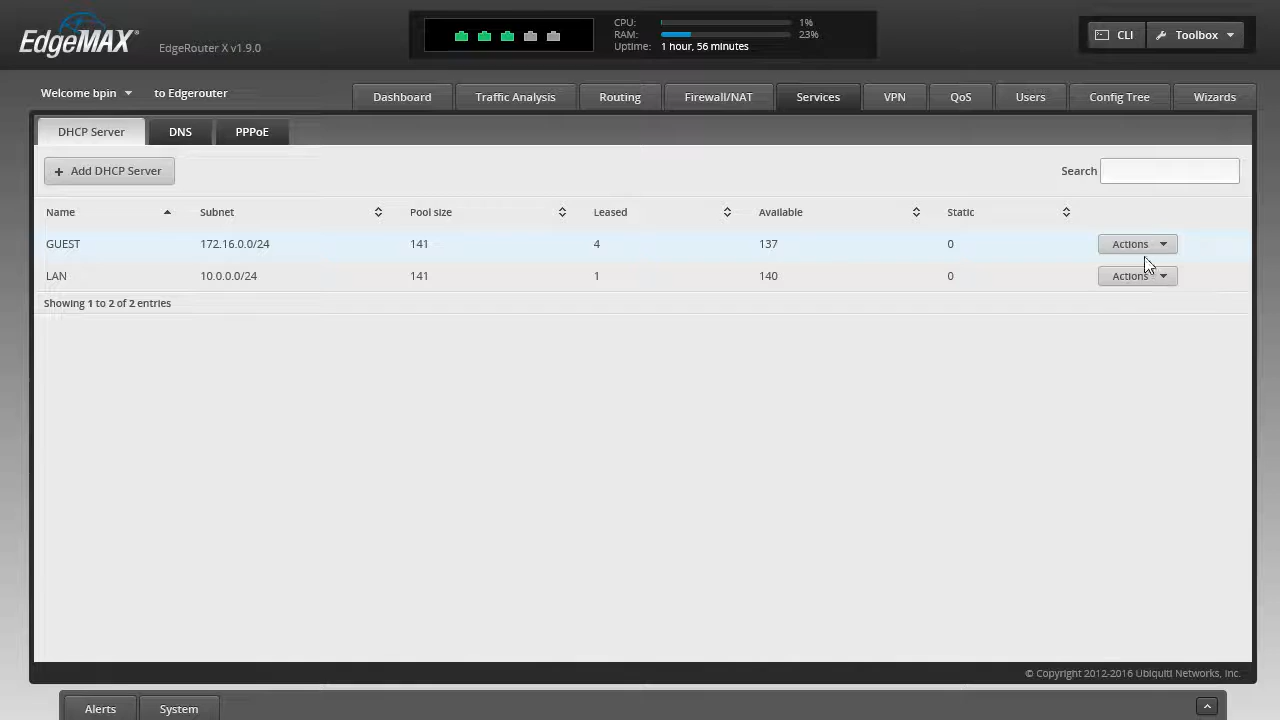 EdgeMAX®
EdgeRouter X v1.9.0
CPU: 1%
RAM: 23%
Uptime: 1 hour, 56 minutes
CLI
Toolbox
Welcome bpin to Edgerouter
Dashboard Traffic Analysis Routing Firewall/NAT Services VPN QoS Users Config Tree Wizards
DHCP Server DNS PPPoE
+ Add DHCP Server
Search
Name Subnet Pool size Leased Available Static
GUEST 172.16.0.0/24 141 4 137 0 Actions
LAN 10.0.0.0/24 141 1 140 0 Actions
Showing 1 to 2 of 2 entries
© Copyright 2012-2016 Ubiquiti Networks, Inc.
Alerts System